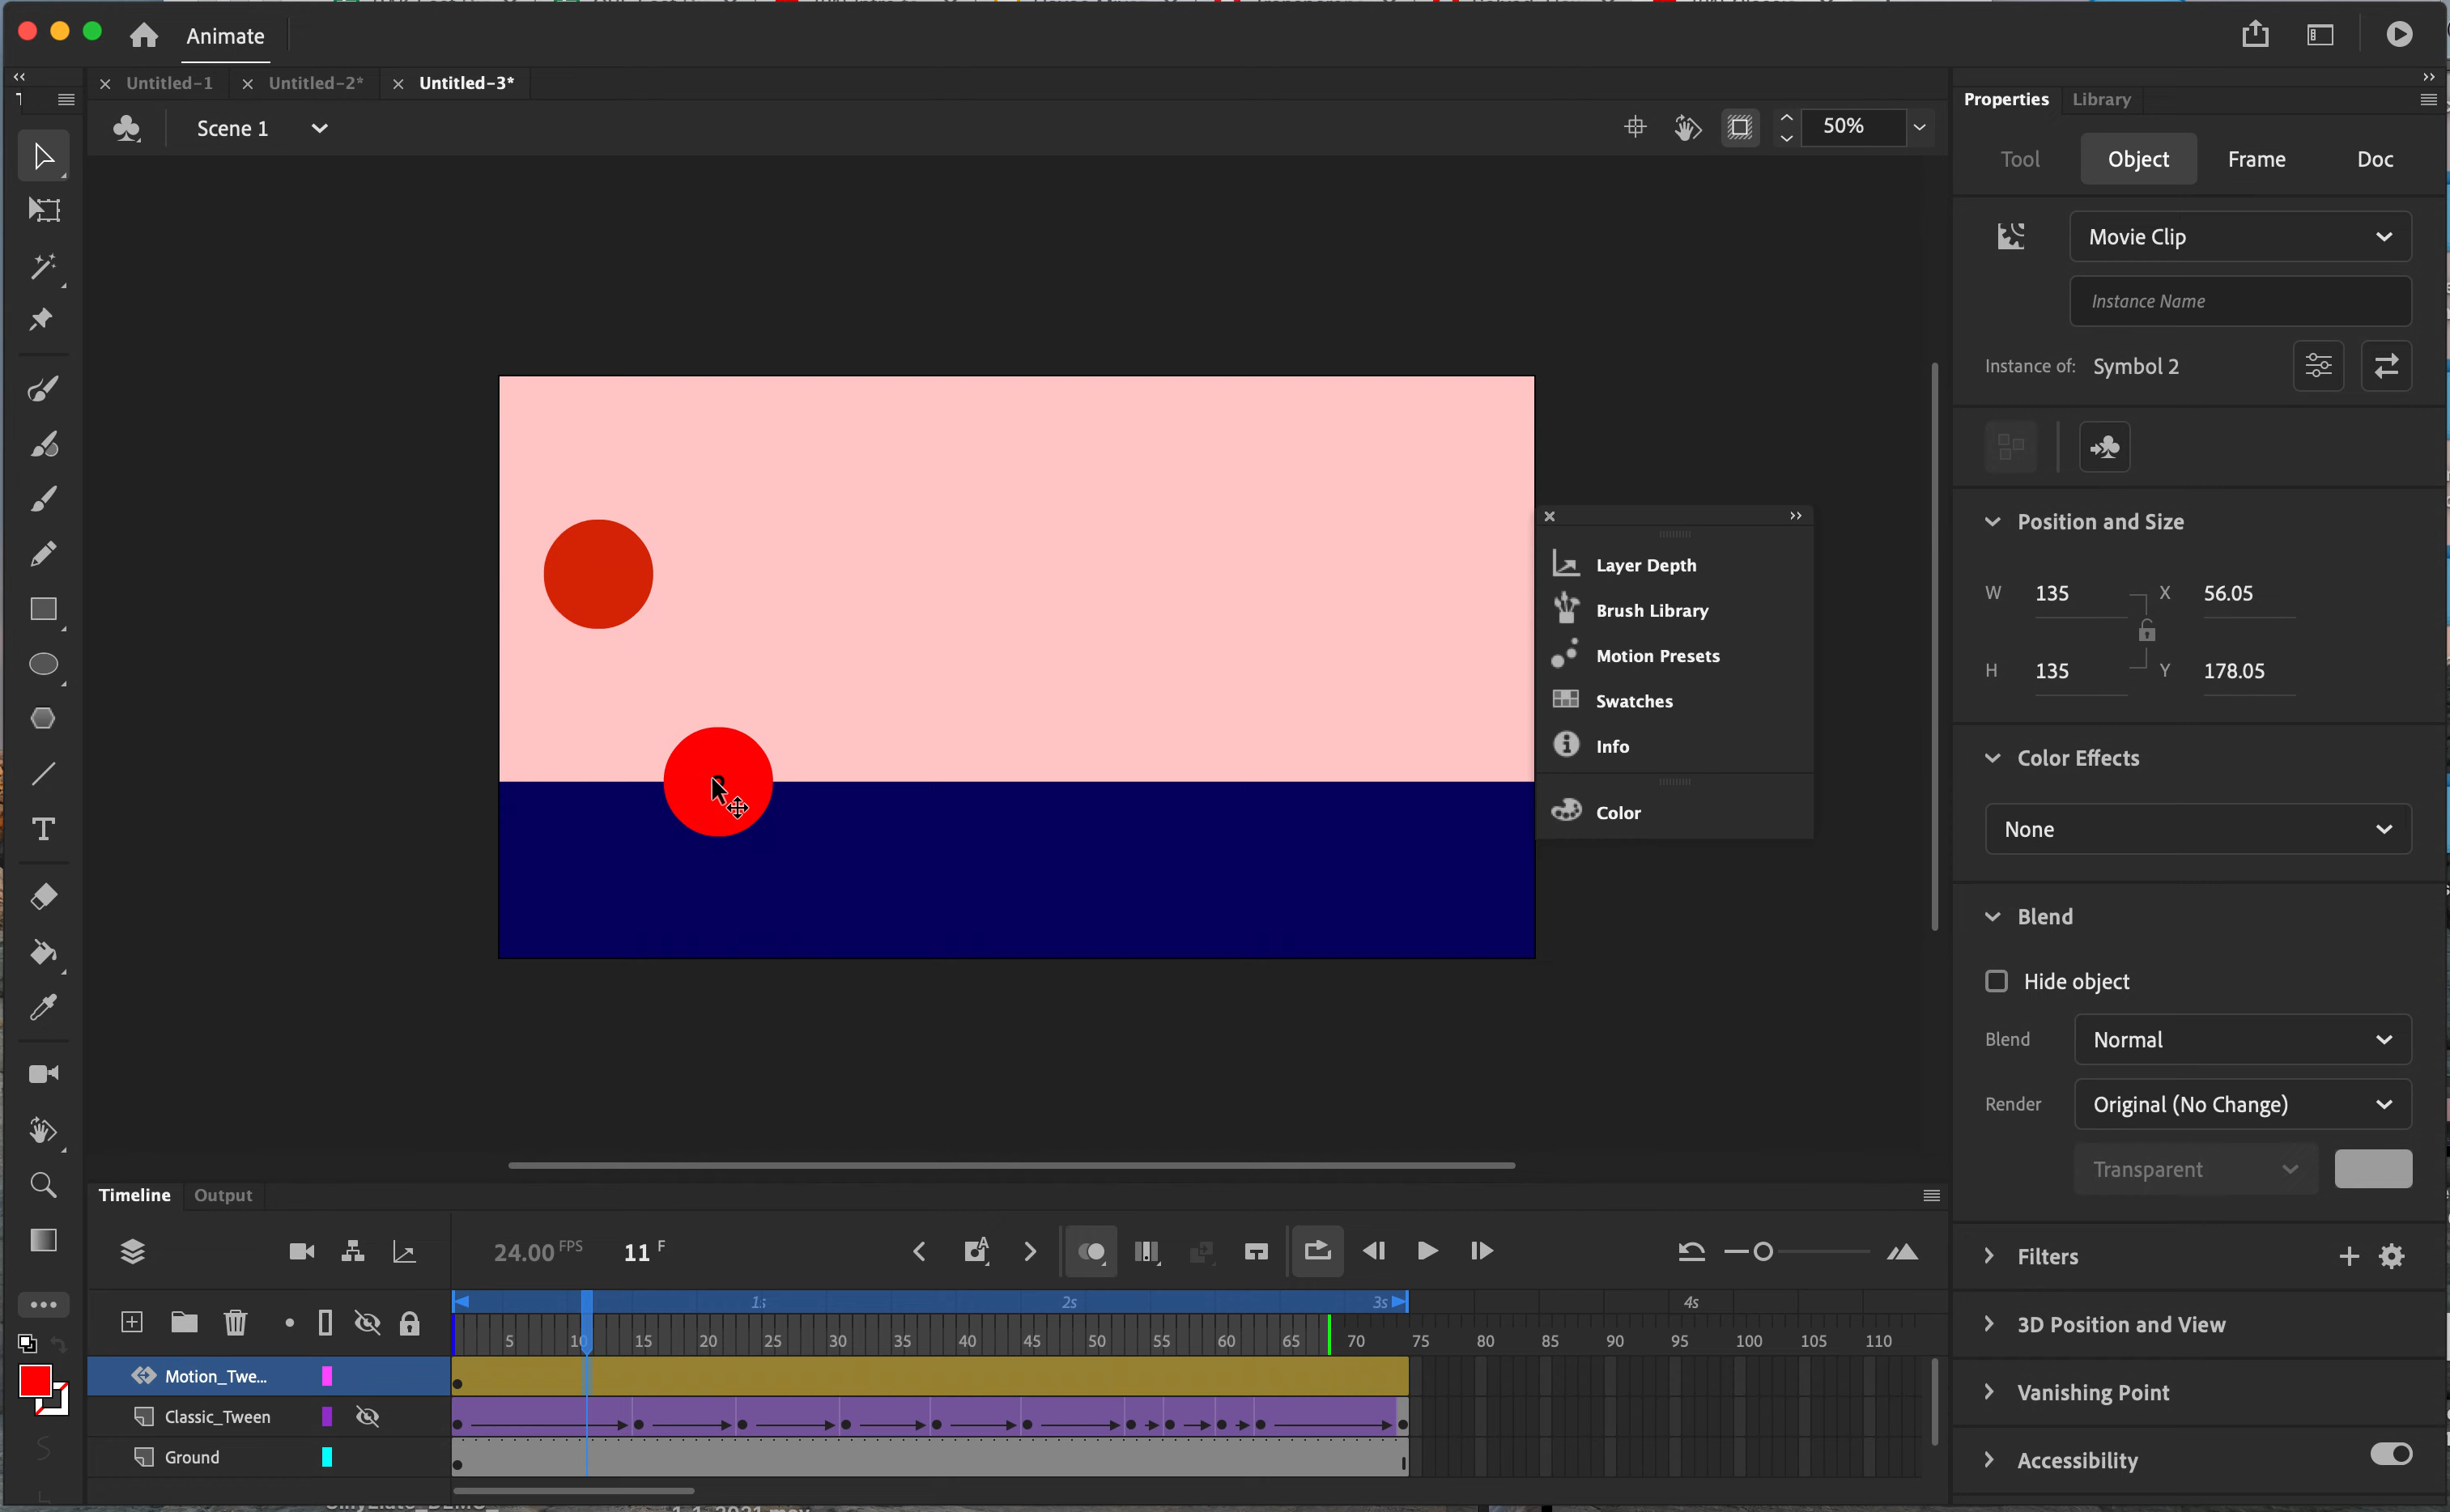 Animate
Untitled-1
Untitled-2*
Untitled-3*
Scene 1
50%
Properties
Library
Tool
Object
Frame
Doc
Movie Clip
Instance Name
Instance of: Symbol 2
Position and Size
W 135 X 56.05
H 135 Y 178.05
Color Effects
None
Blend
Hide object
Blend Normal
Render Original (No Change)
Transparent
Filters
3D Position and View
Vanishing Point
Accessibility
Layer Depth
Brush Library
Motion Presets
Swatches
Info
Color
Timeline
Output
24.00 FPS 11 F
1s 2s 3s 4s
5 10 15 20 25 30 35 40 45 50 55 60 65 70 75 80 85 90 95 100 105 110
Motion_Twe...
Classic_Tween
Ground